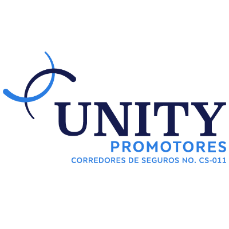 UNITY
PROMOTORES
CORREDORES DE SEGUROS NO. CS-011